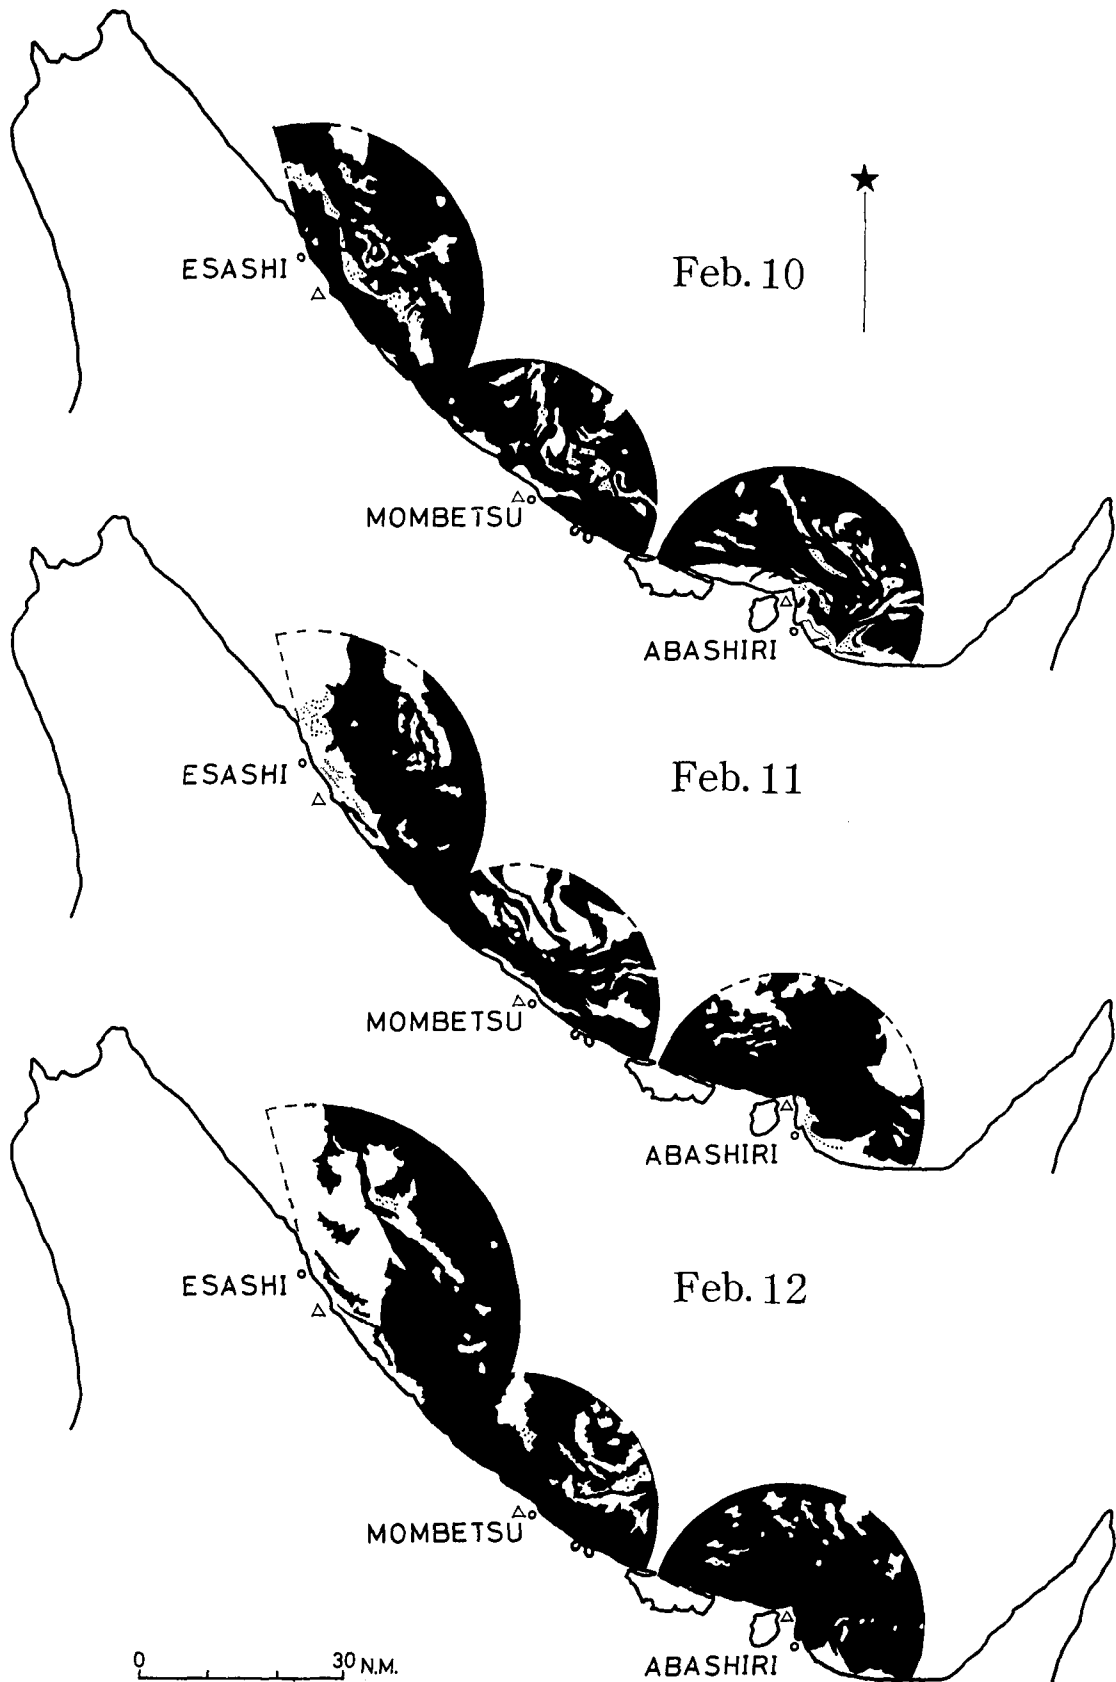 ESASHI
Feb. 10
MOMBETSU
ABASHIRI
ESASHI
Feb. 11
MOMBETSU
ABASHIRI
ESASHI
Feb. 12
MOMBETSU
0 30 N.M.
ABASHIRI